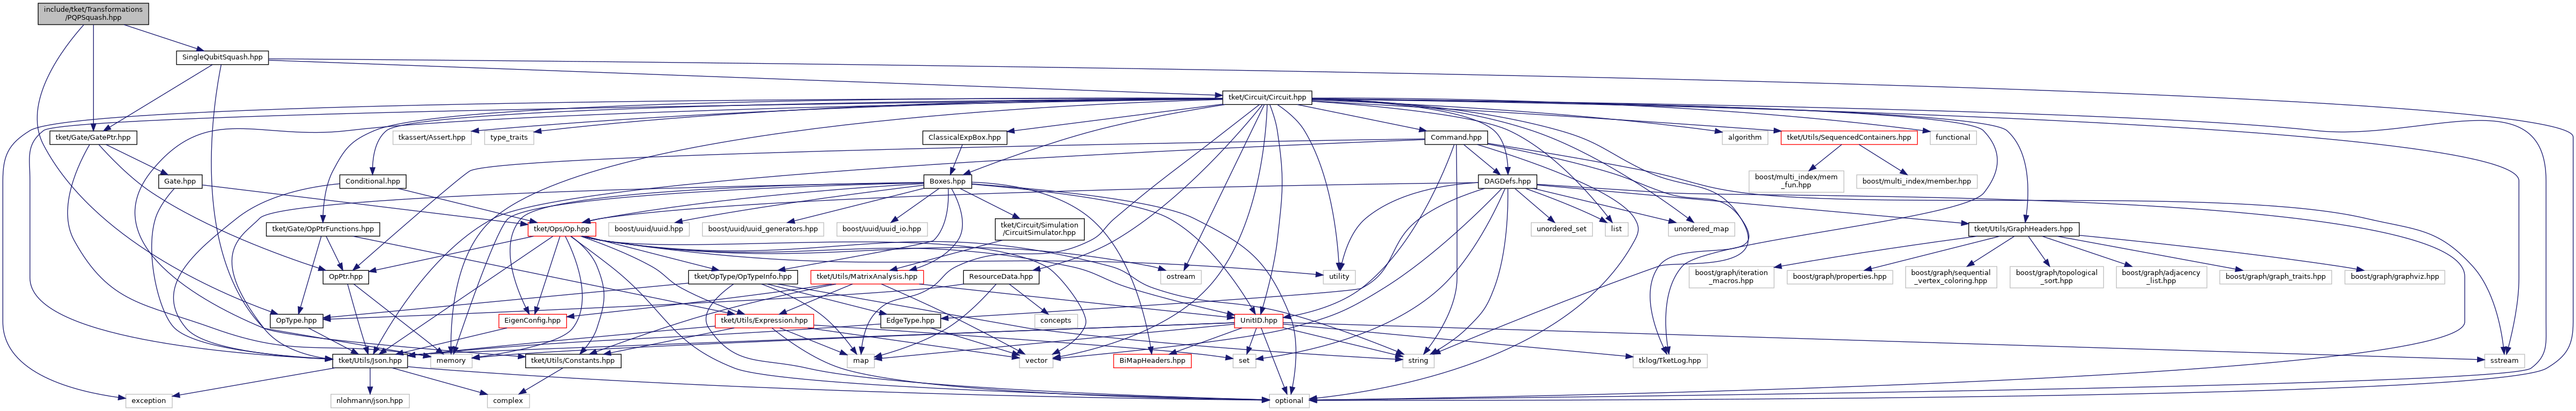 include/tket/Transformations
/PQPSquash.hpp
SingleQubitSquash.hpp
tket/Circuit/Circuit.hpp
tket/Gate/GatePtr.hpp
tkassert/Assert.hpp
type_traits
ClassicalExpBox.hpp
Command.hpp
algorithm
tket/Utils/SequencedContainers.hpp
functional
Gate.hpp
Conditional.hpp
Boxes.hpp
DAGDefs.hpp
boost/multi_index/mem
_fun.hpp
boost/multi_index/member.hpp
tket/Gate/OpPtrFunctions.hpp
tket/Ops/Op.hpp
boost/uuid/uuid.hpp
boost/uuid/uuid_generators.hpp
boost/uuid/uuid_io.hpp
tket/Circuit/Simulation
/CircuitSimulator.hpp
unordered_set
list
unordered_map
tket/Utils/GraphHeaders.hpp
OpPtr.hpp
tket/OpType/OpTypeInfo.hpp
tket/Utils/MatrixAnalysis.hpp
ResourceData.hpp
ostream
utility
boost/graph/iteration
_macros.hpp
boost/graph/properties.hpp
boost/graph/sequential
_vertex_coloring.hpp
boost/graph/topological
_sort.hpp
boost/graph/adjacency
_list.hpp
boost/graph/graph_traits.hpp
boost/graph/graphviz.hpp
OpType.hpp
EigenConfig.hpp
tket/Utils/Expression.hpp
EdgeType.hpp
concepts
UnitID.hpp
tket/Utils/Json.hpp
memory
tket/Utils/Constants.hpp
map
vector
BiMapHeaders.hpp
set
string
tklog/TketLog.hpp
sstream
exception
nlohmann/json.hpp
complex
optional